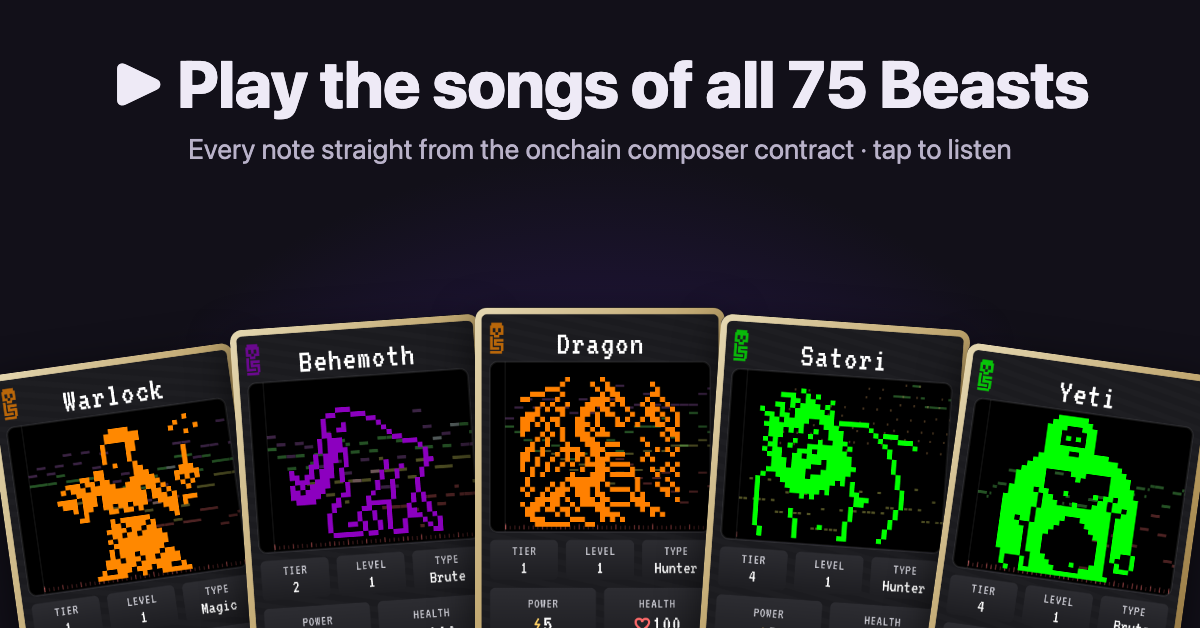 Play the songs of all 75 Beasts
Every note straight from the onchain composer contract · tap to listen
Warlock
TIER
LEVEL
1
TYPE
Magic
Behemoth
TIER
2
LEVEL
1
TYPE
Brute
POWER
HEALTH
Dragon
TIER
1
LEVEL
1
TYPE
Hunter
POWER
5
HEALTH
100
Satori
TIER
4
LEVEL
1
TYPE
Hunter
POWER
HEALTH
Yeti
TIER
4
LEVEL
1
TYPE